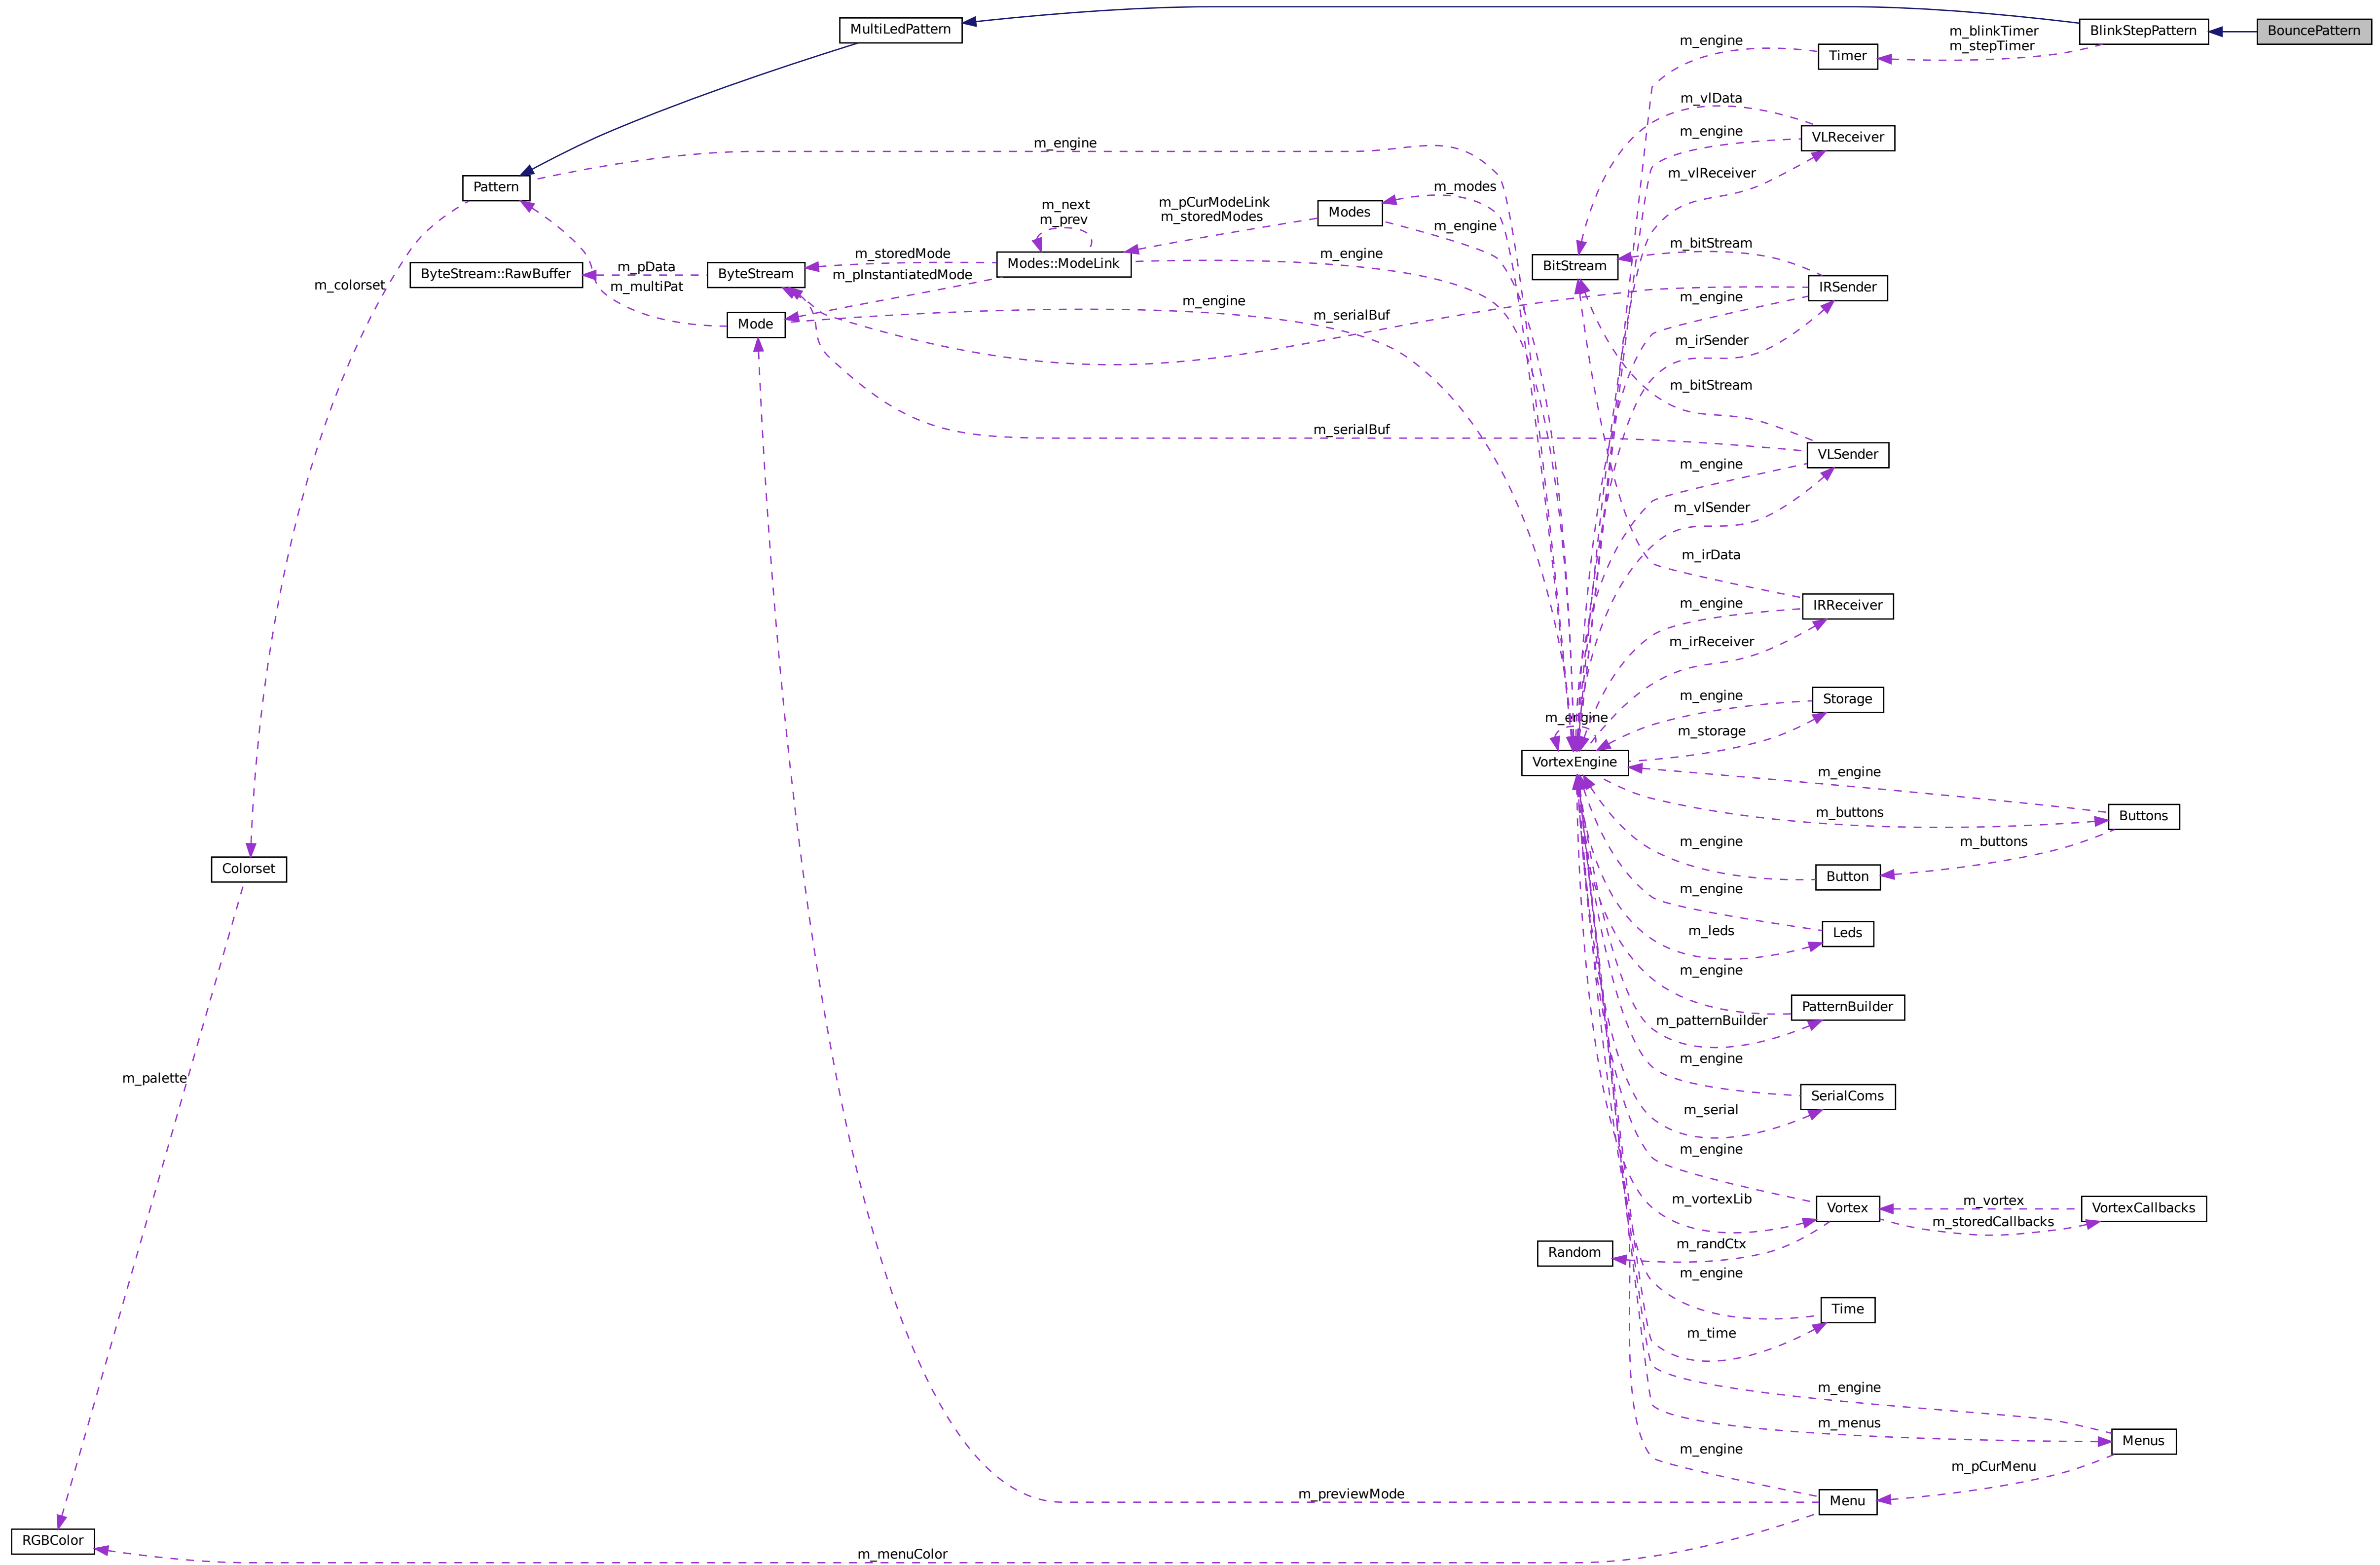 MultiLedPattern
BlinkStepPattern
BouncePattern
m_blinkTimer
m_stepTimer
m_engine
Timer
m_vlData
m_engine
VLReceiver
m_engine
m_vlReceiver
Pattern
m_modes
Modes
m_pCurModeLink
m_storedModes
m_next
m_prev
m_engine
m_bitStream
m_storedMode
m_engine
Modes::ModeLink
BitStream
m_pData
ByteStream
ByteStream::RawBuffer
m_pInstantiatedMode
m_colorset
m_multiPat
IRSender
m_engine
m_engine
m_serialBuf
Mode
m_irSender
m_bitStream
m_serialBuf
VLSender
m_engine
m_vlSender
m_irData
m_engine
IRReceiver
m_irReceiver
m_engine
Storage
m_engine
m_storage
VortexEngine
m_engine
m_buttons
Buttons
m_engine
m_buttons
Colorset
Button
m_engine
m_leds
Leds
m_engine
PatternBuilder
m_patternBuilder
m_engine
m_palette
SerialComs
m_serial
m_engine
m_vortexLib
m_vortex
Vortex
VortexCallbacks
m_storedCallbacks
m_randCtx
Random
m_engine
Time
m_time
m_engine
m_menus
Menus
m_engine
m_pCurMenu
m_previewMode
Menu
RGBColor
m_menuColor